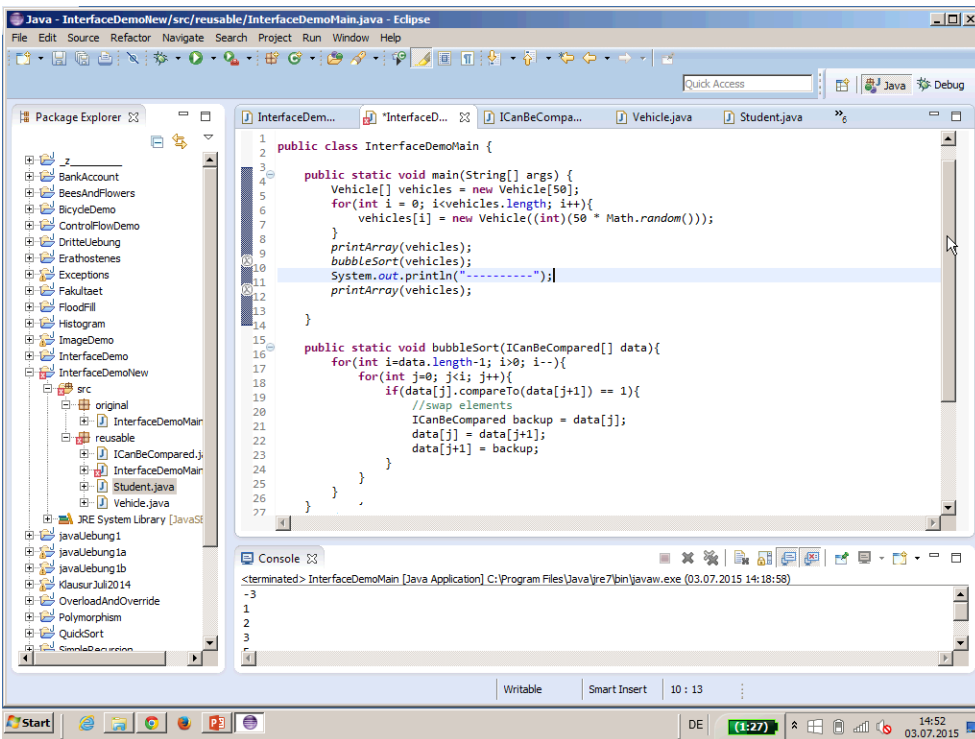 Java - InterfaceDemoNew/src/reusable/InterfaceDemoMain.java - Eclipse
File Edit Source Refactor Navigate Search Project Run Window Help
Quick Access
Java
Debug
Package Explorer
InterfaceDem...
*InterfaceD...
ICanBeCompa...
Vehicle.java
Student.java
»6
_z_________
BankAccount
BeesAndFlowers
BicycleDemo
ControlFlowDemo
DritteUebung
Erathostenes
Exceptions
Fakultaet
FloodFill
Histogram
ImageDemo
InterfaceDemo
InterfaceDemoNew
src
original
InterfaceDemoMain
reusable
ICanBeCompared.j
InterfaceDemoMain
Student.java
Vehicle.java
JRE System Library [JavaSE
javaUebung1
javaUebung1a
javaUebung1b
KlausurJuli2014
OverloadAndOverride
Polymorphism
QuickSort
SimpleRecursion
1
2 public class InterfaceDemoMain {
3
4 public static void main(String[] args) {
5 Vehicle[] vehicles = new Vehicle[50];
6 for(int i = 0; i<vehicles.length; i++){
7 vehicles[i] = new Vehicle((int)(50 * Math.random()));
8 }
9 printArray(vehicles);
10 bubbleSort(vehicles);
11 System.out.println("----------");
12 printArray(vehicles);
13
14 }
15
16 public static void bubbleSort(ICanBeCompared[] data){
17 for(int i=data.length-1; i>0; i--){
18 for(int j=0; j<i; j++){
19 if(data[j].compareTo(data[j+1]) == 1){
20 //swap elements
21 ICanBeCompared backup = data[j];
22 data[j] = data[j+1];
23 data[j+1] = backup;
24 }
25 }
26 }
27 }
Console
<terminated> InterfaceDemoMain [Java Application] C:\Program Files\Java\jre7\bin\javaw.exe (03.07.2015 14:18:58)
-3
1
2
3
Writable
Smart Insert
10 : 13
Start
DE
(1:27)
14:52
03.07.2015